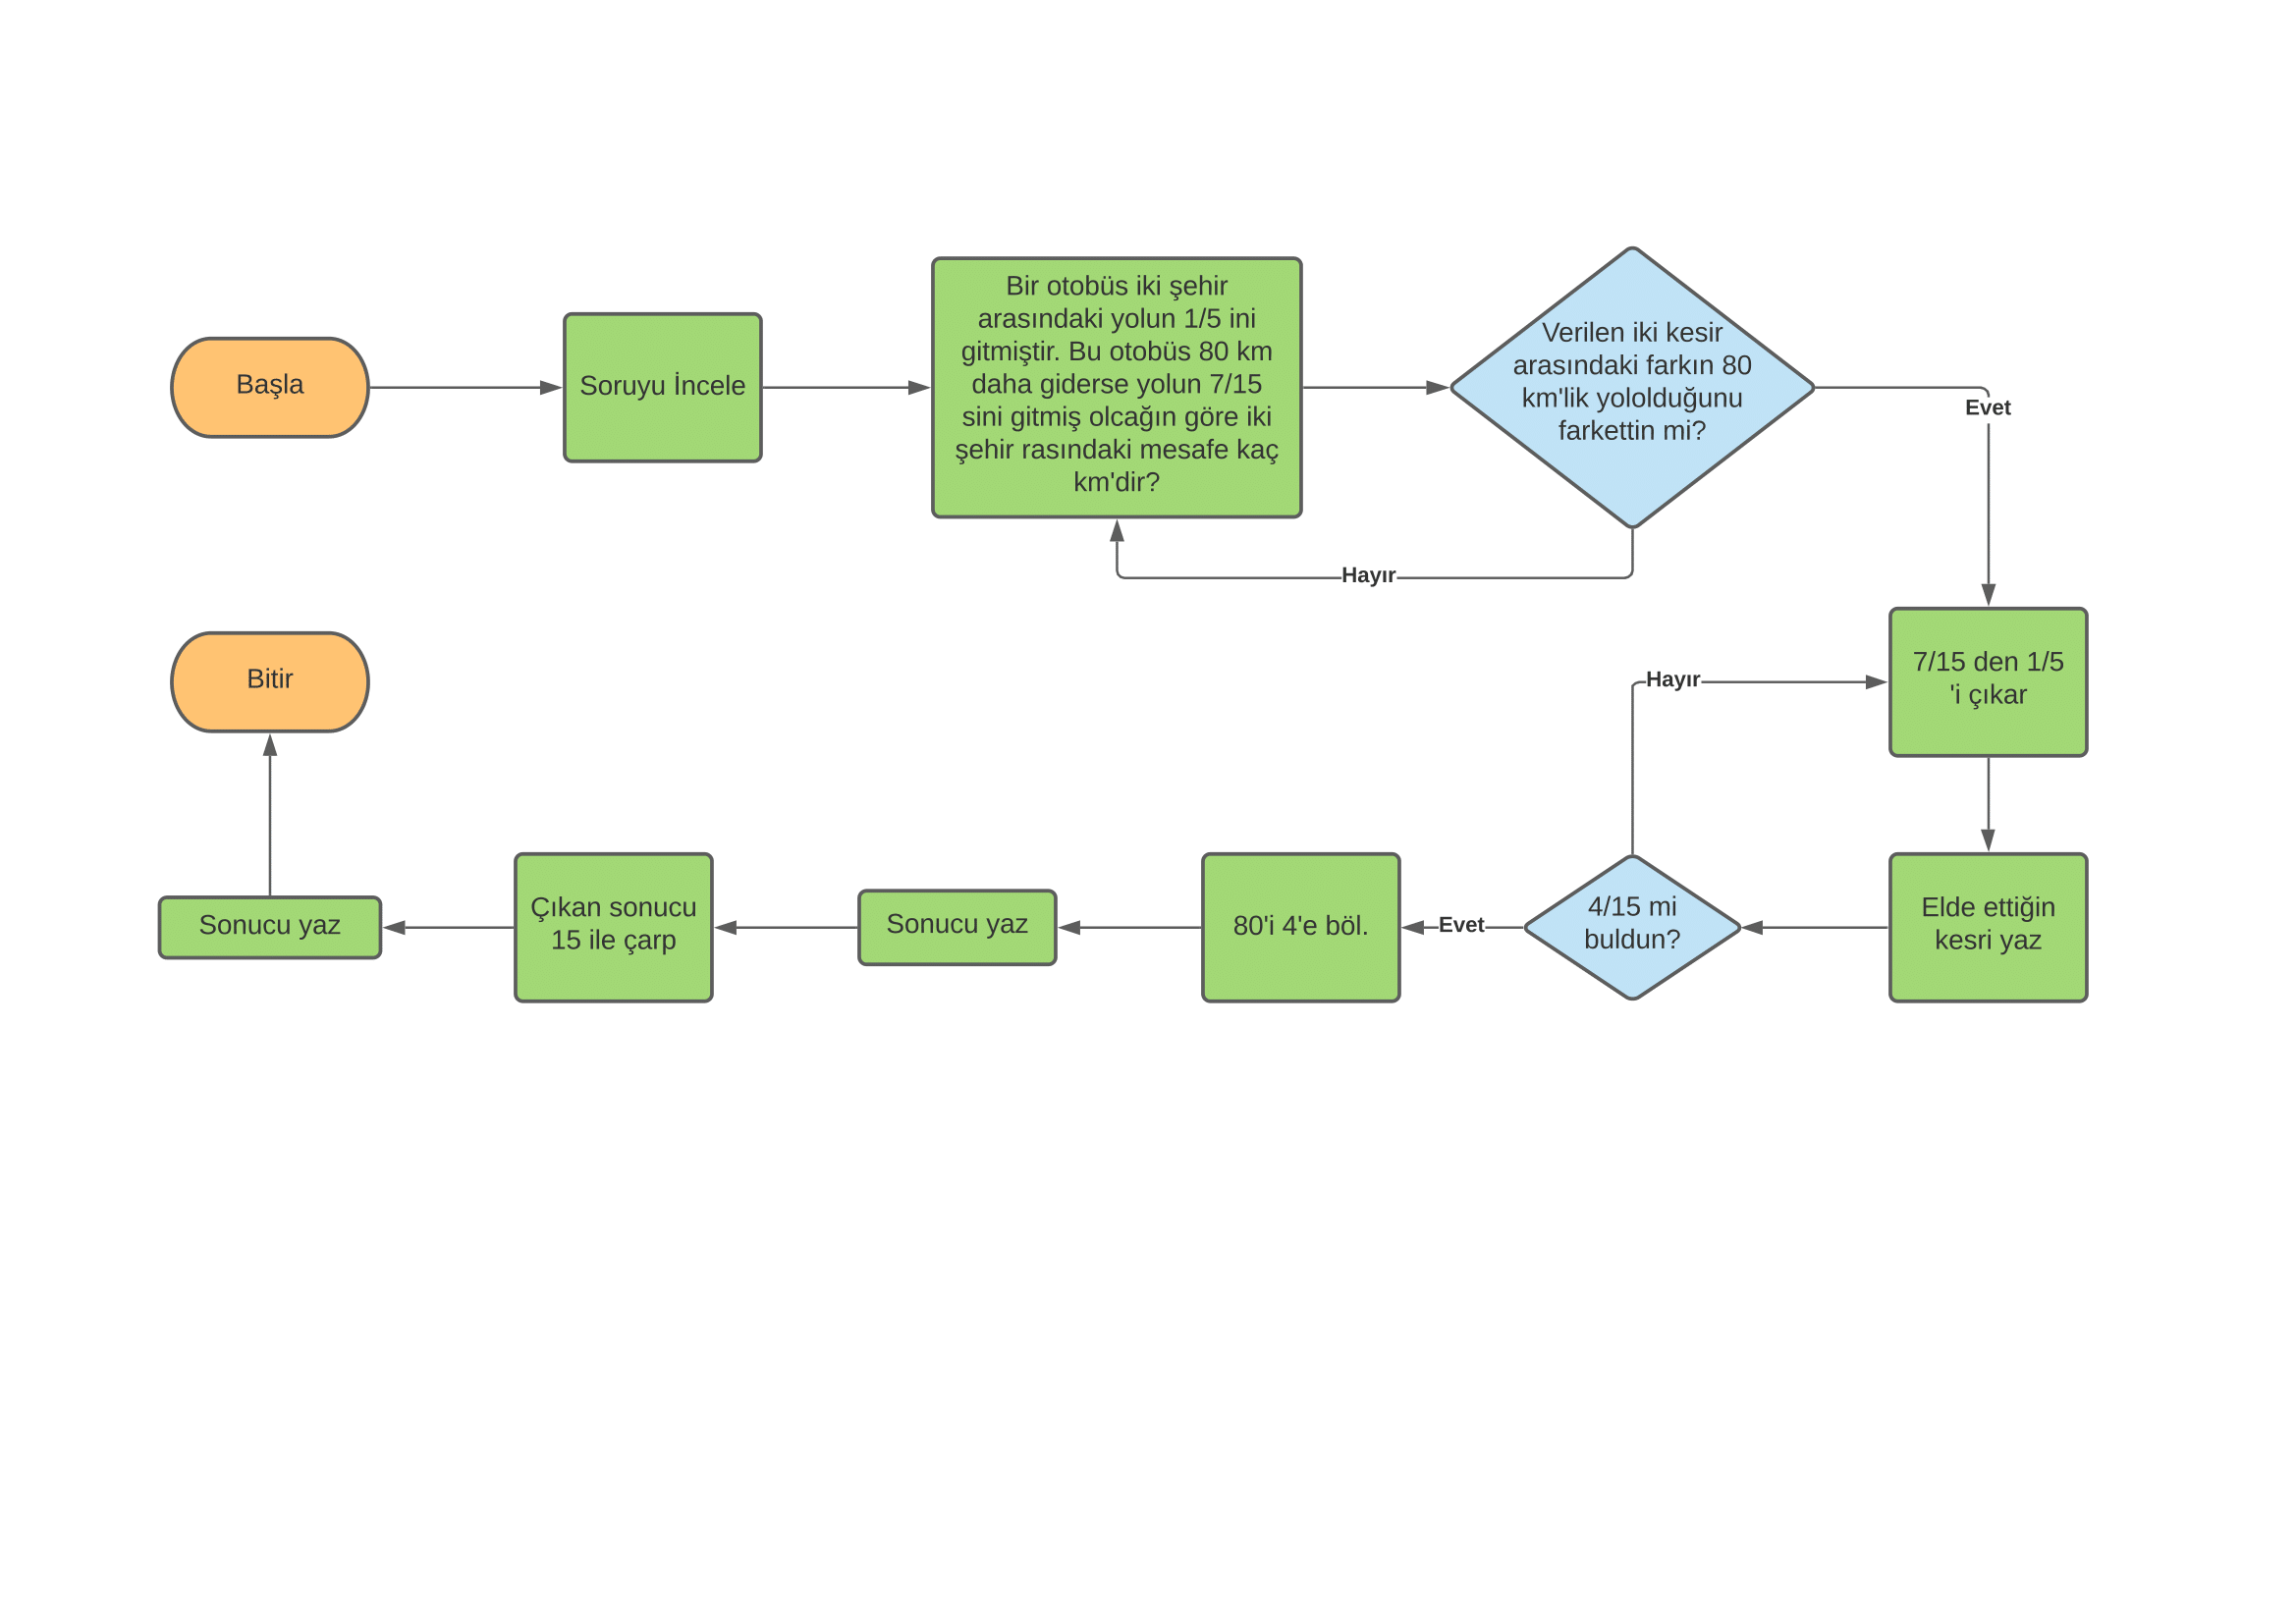 Başla
Soruyu İncele
Bir otobüs iki şehir
arasındaki yolun 1/5 ini
gitmiştir. Bu otobüs 80 km
daha giderse yolun 7/15
sini gitmiş olcağın göre iki
şehir rasındaki mesafe kaç
km'dir?
Verilen iki kesir
arasındaki farkın 80
km'lik yololduğunu
farkettin mi?
Evet
Hayır
7/15 den 1/5
'i çıkar
Elde ettiğin
kesri yaz
4/15 mi
buldun?
Hayır
Evet
80'i 4'e böl.
Sonucu yaz
Çıkan sonucu
15 ile çarp
Sonucu yaz
Bitir